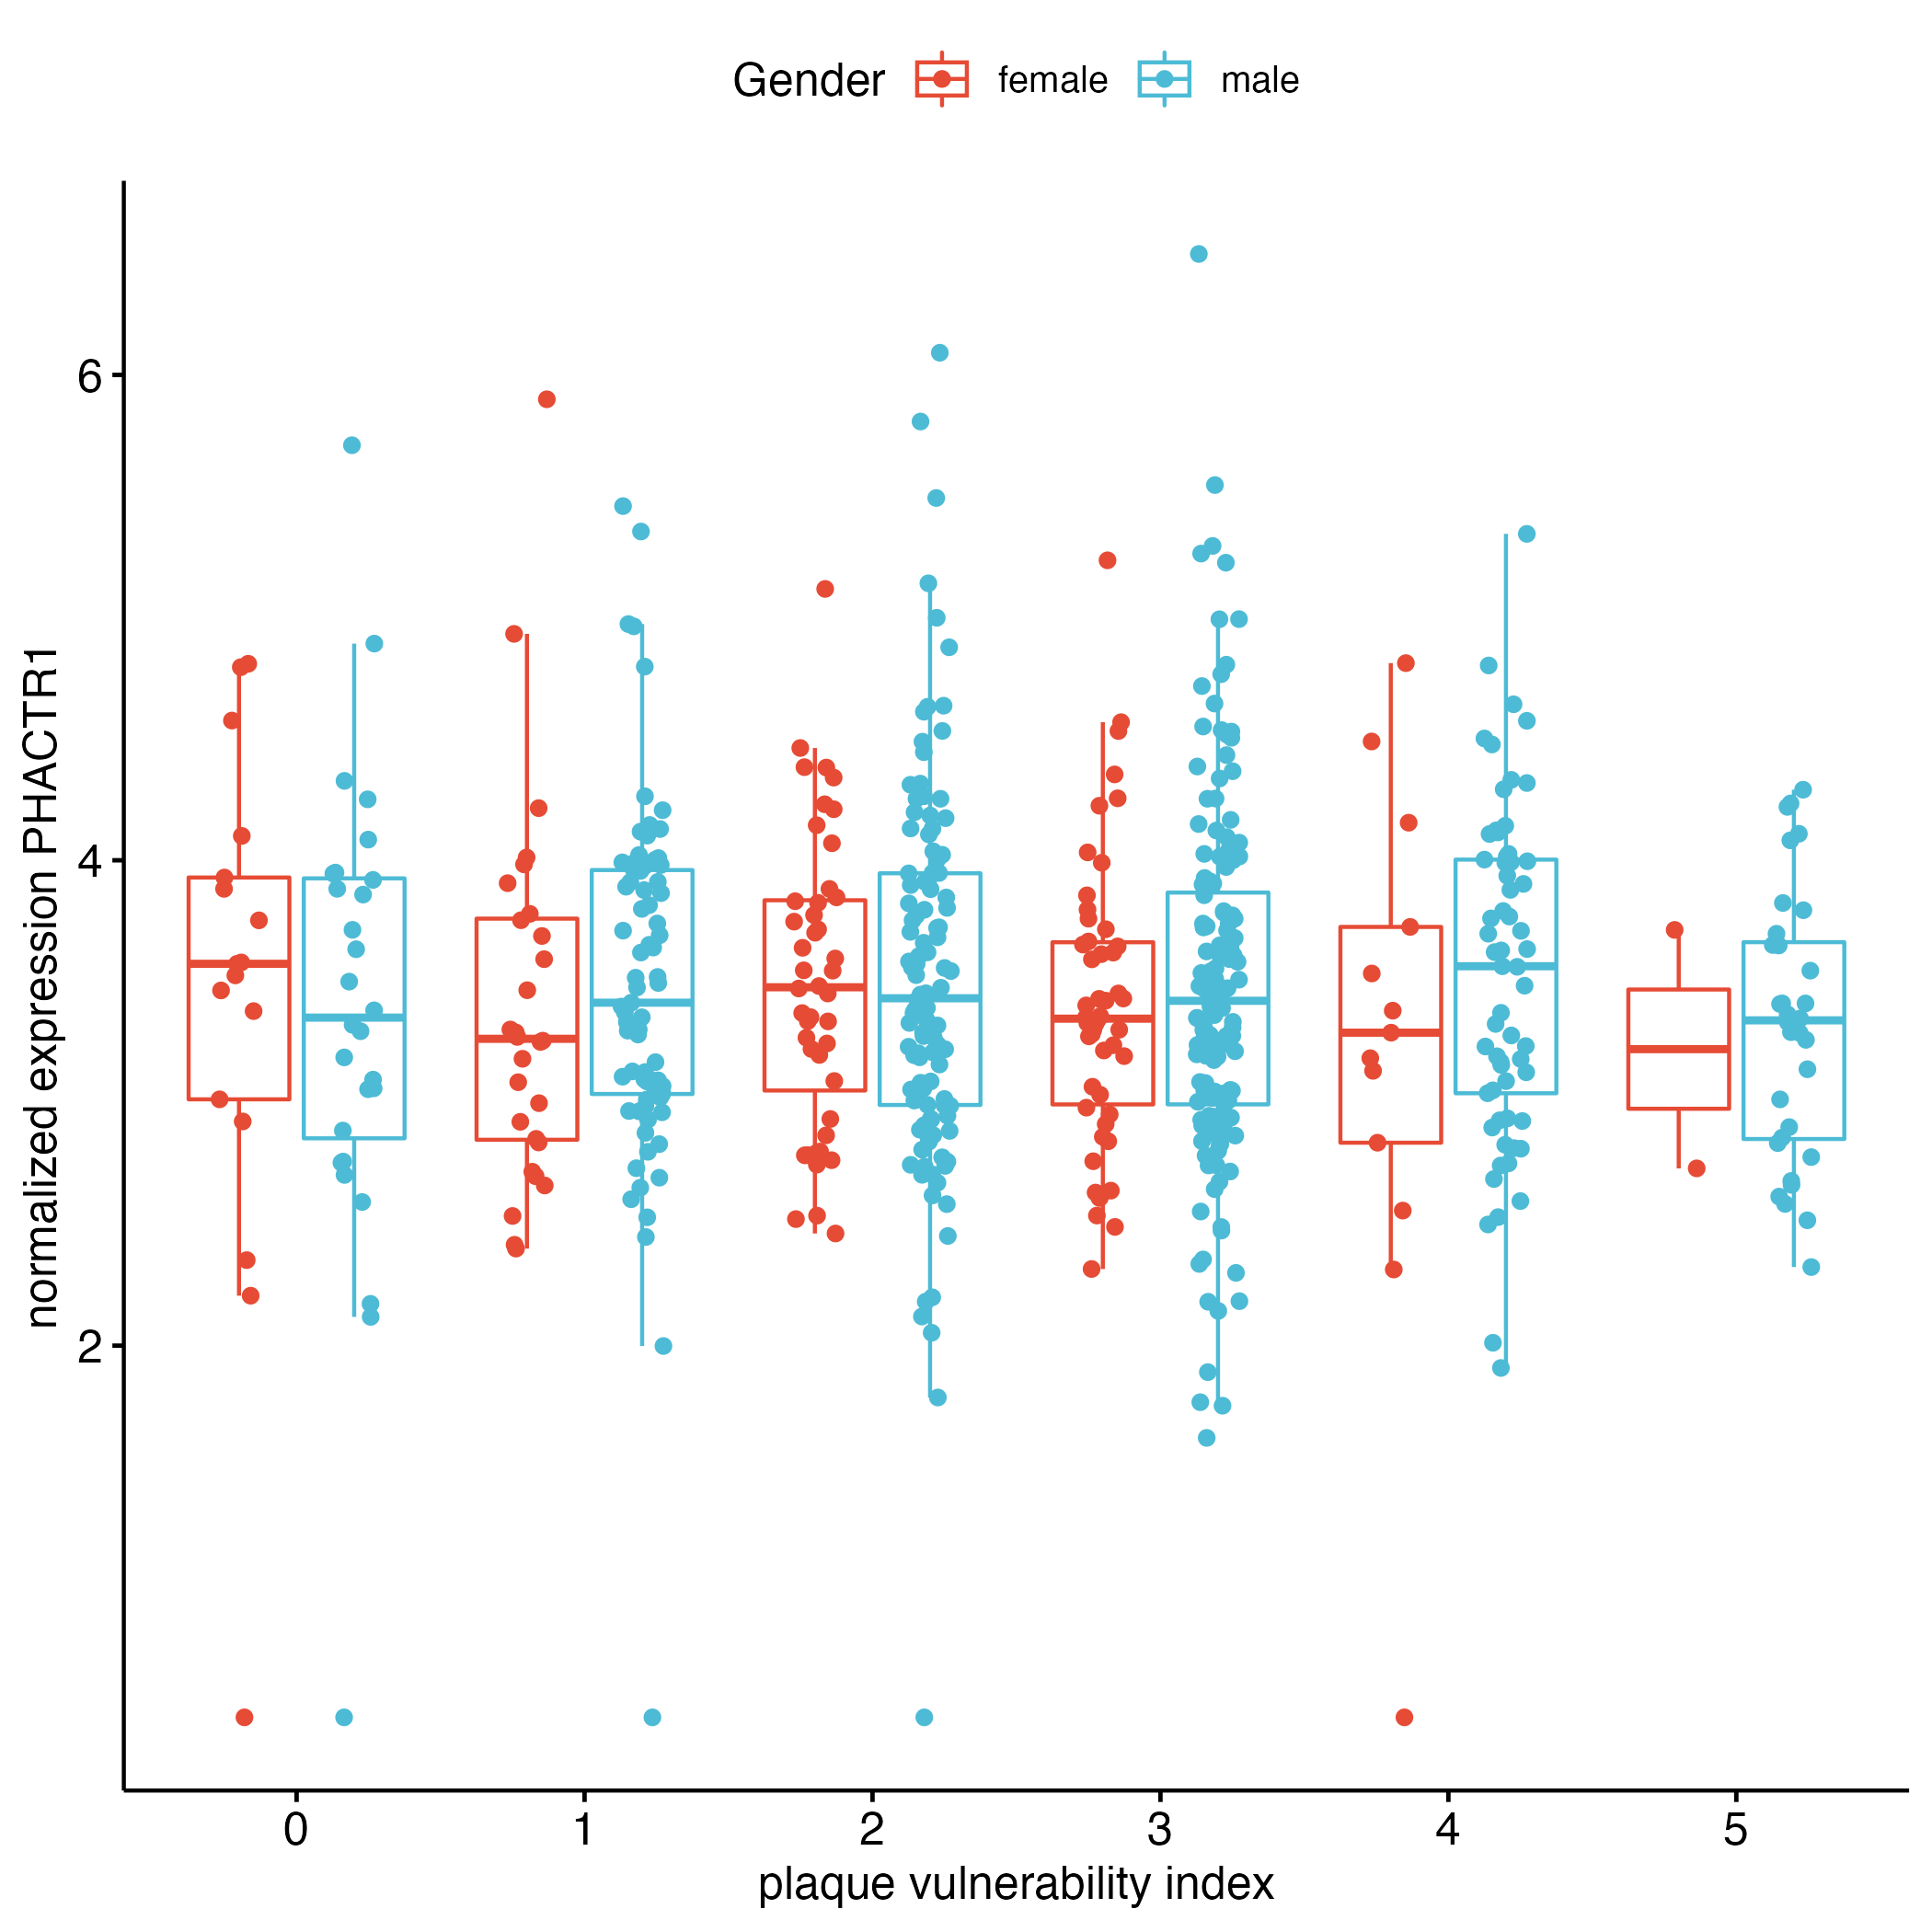 Gender female male
normalized expression PHACTR1
6
4
2
0 1 2 3 4 5
plaque vulnerability index